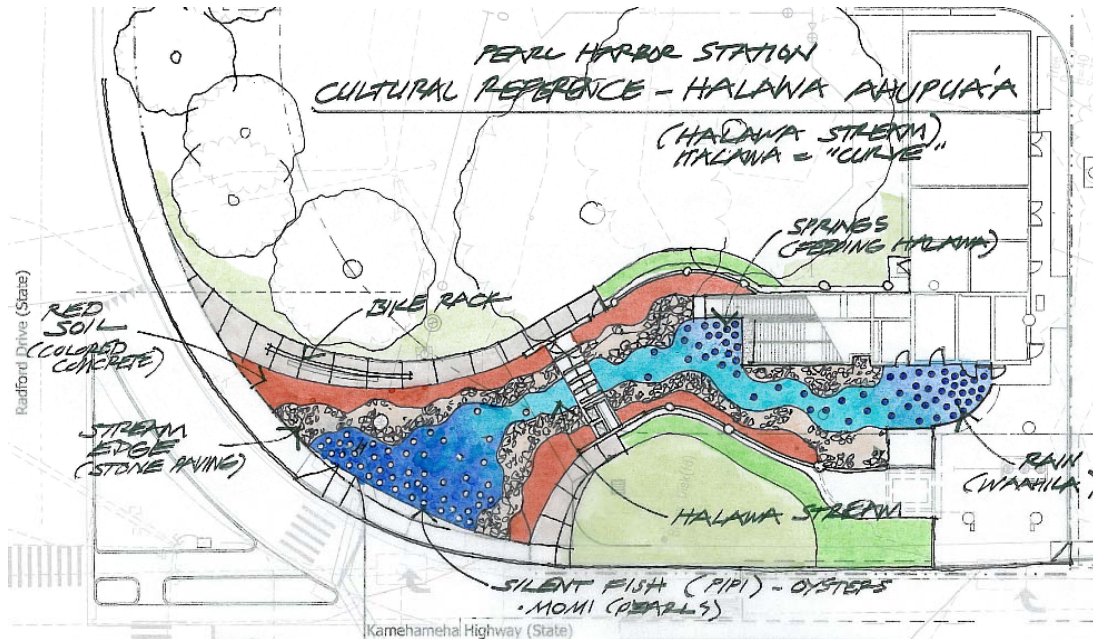 PEARL HARBOR STATION
CULTURAL REFERENCE - HALAWA AHUPUA'A
(HALAWA STREAM)
HALAWA = "CURVE"
SPRINGS
(FEEDING HALAWA)
BIKE RACK
RED
SOIL
(COLORED
CONCRETE)
Radford Drive (State)
STREAM
EDGE
(STONE PAVING)
RAIN
(WAAHILA)
HALAWA STREAM
SILENT FISH (PIPI) - OYSTERS
• MOMI (PEARLS)
Kamehameha Highway (State)